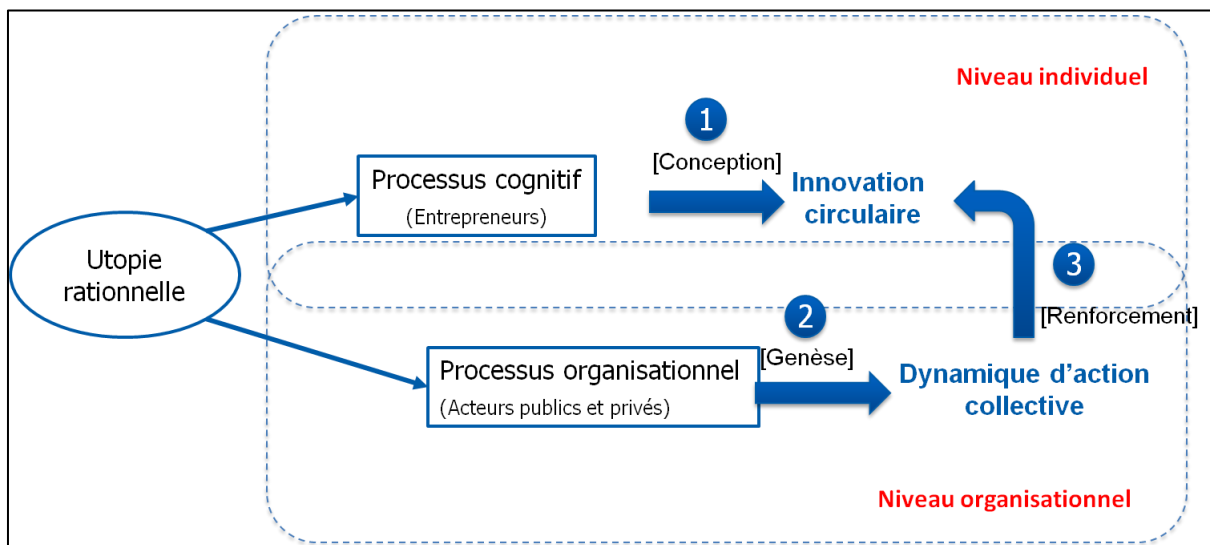 Niveau individuel
1
[Conception]
Processus cognitif
(Entrepreneurs)
Innovation
circulaire
Utopie
rationnelle
3
[Renforcement]
2
[Genèse]
Processus organisationnel
(Acteurs publics et privés)
Dynamique d'action
collective
Niveau organisationnel